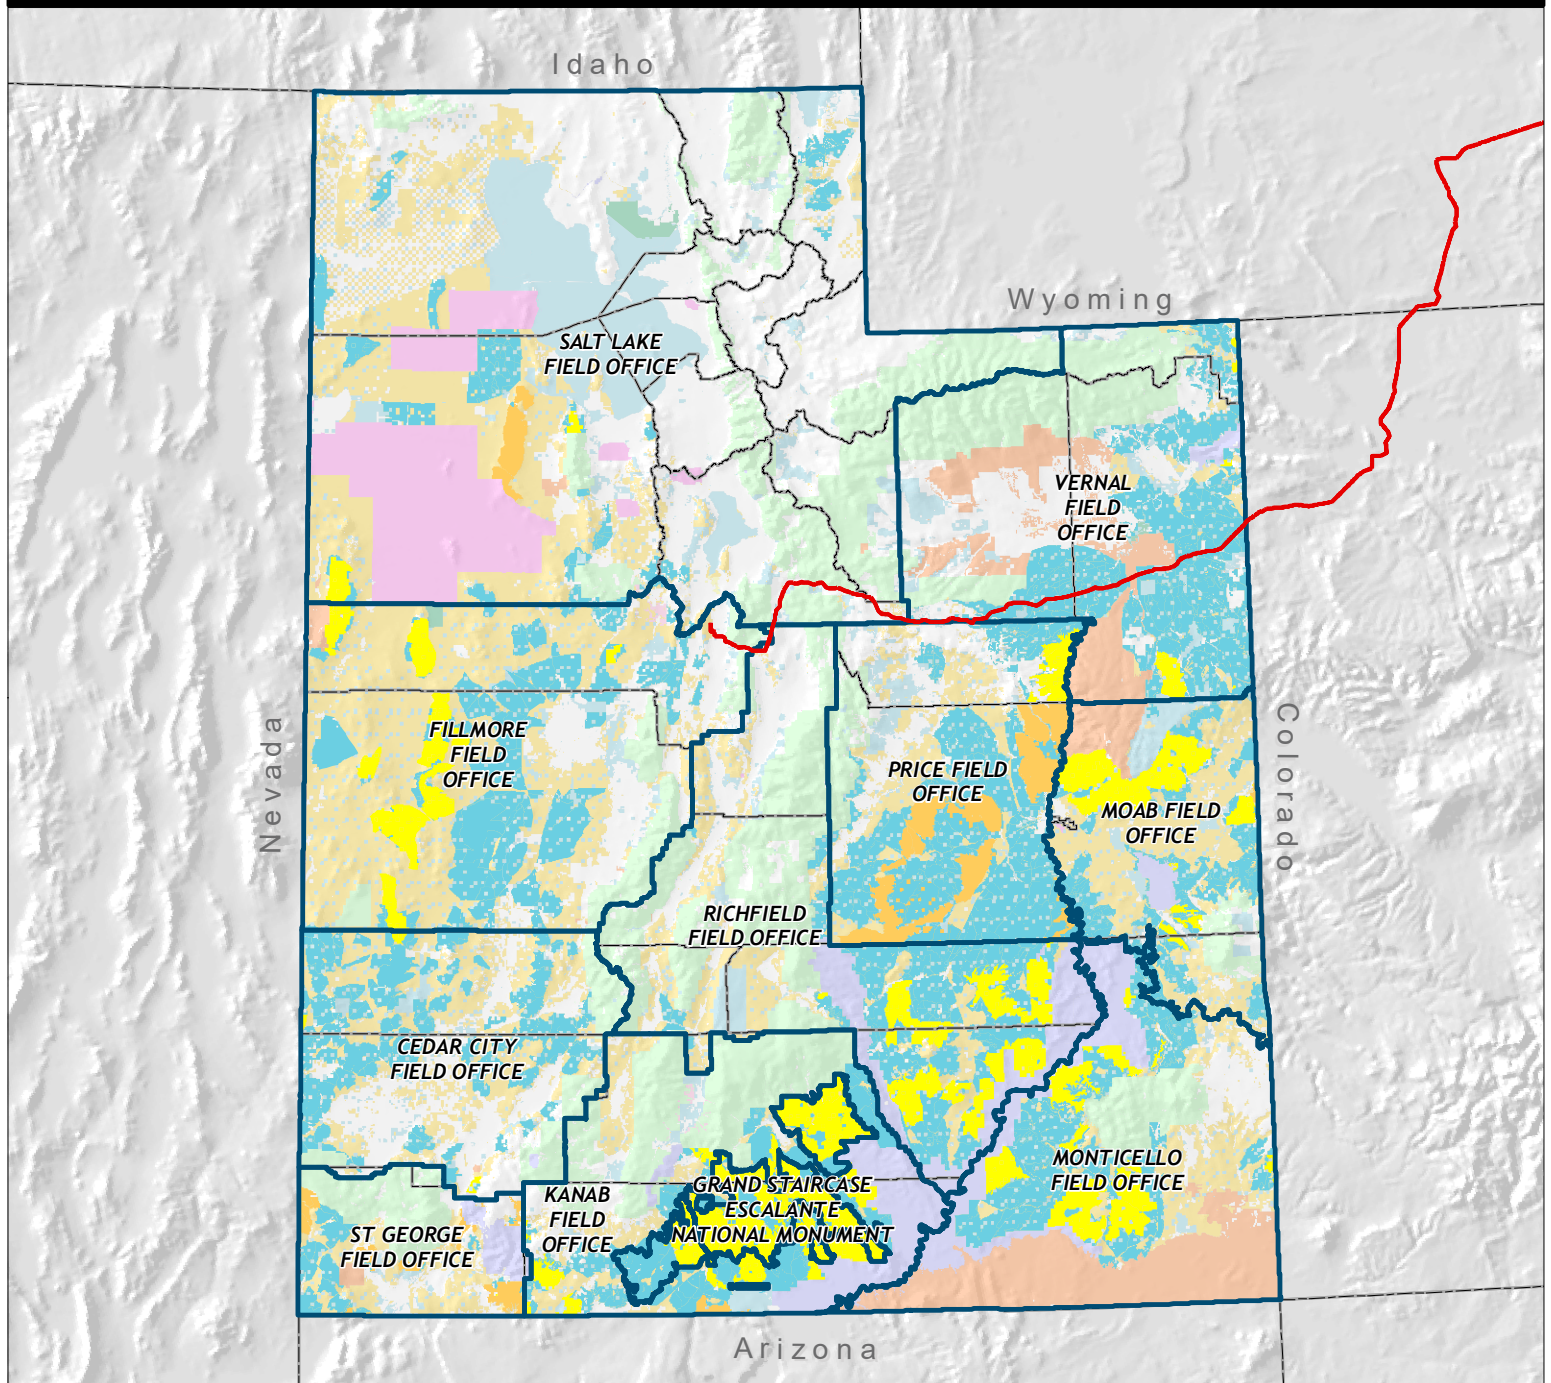 Idaho
Wyoming
SALT LAKE
FIELD OFFICE
VERNAL
FIELD
OFFICE
Nevada
Colorado
FILLMORE
FIELD
OFFICE
PRICE FIELD
OFFICE
MOAB FIELD
OFFICE
RICHFIELD
FIELD OFFICE
CEDAR CITY
FIELD OFFICE
MONTICELLO
FIELD OFFICE
GRAND STAIRCASE
ESCALANTE
NATIONAL MONUMENT
KANAB
FIELD
OFFICE
ST GEORGE
FIELD OFFICE
Arizona